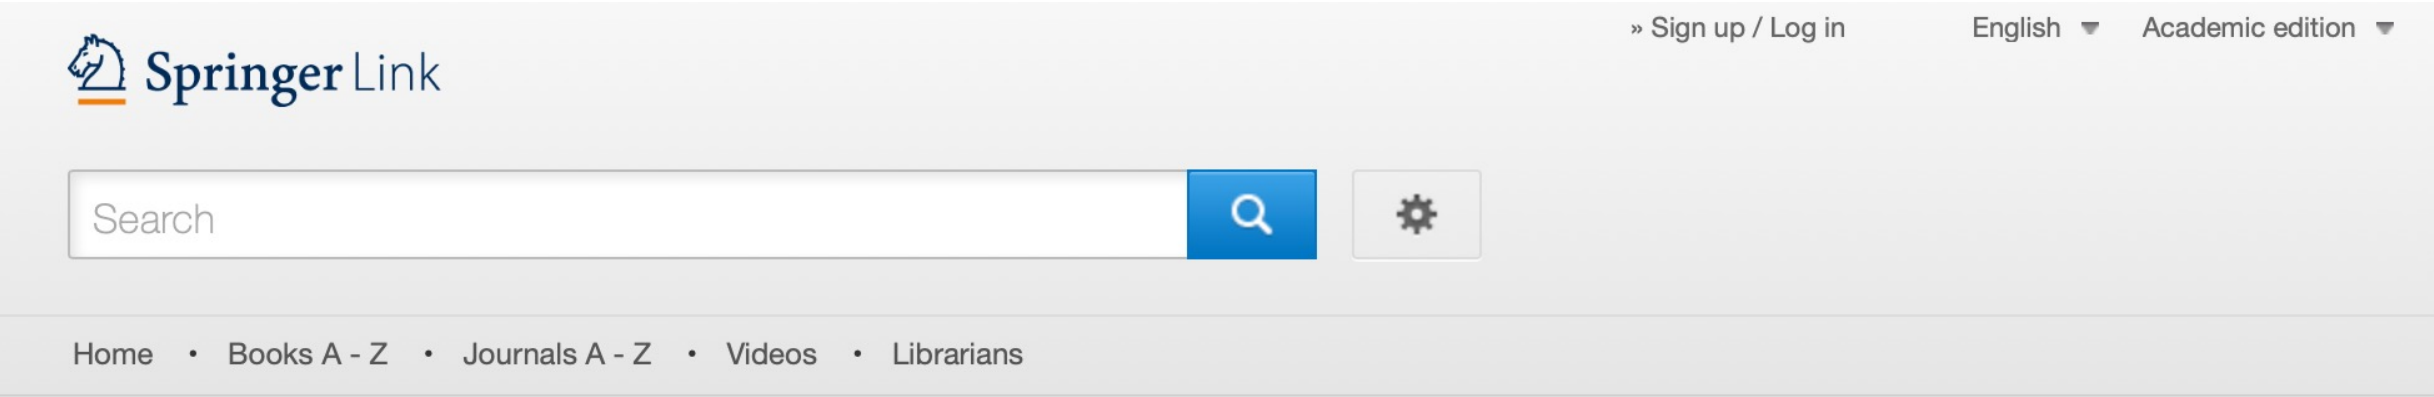 » Sign up / Log in English Academic edition
Springer Link
Search
Home • Books A - Z • Journals A - Z • Videos • Librarians